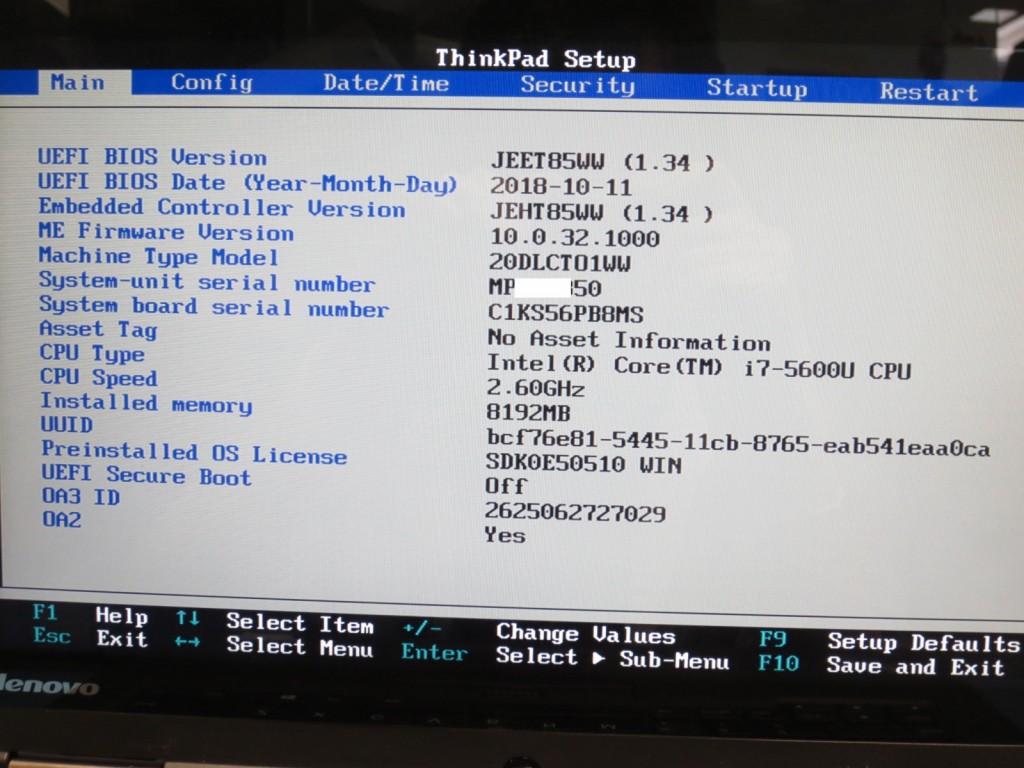 ThinkPad Setup
Main Config Date/Time Security Startup Restart
UEFI BIOS Version JEET85WW (1.34 )
UEFI BIOS Date (Year-Month-Day) 2018-10-11
Embedded Controller Version JEHT85WW (1.34 )
ME Firmware Version 10.0.32.1000
Machine Type Model 20DLCTO1WW
System-unit serial number MP 50
System board serial number C1KS56PB8MS
Asset Tag No Asset Information
CPU Type Intel(R) Core(TM) i7-5600U CPU
CPU Speed 2.60GHz
Installed memory 8192MB
UUID bcf76e81-5445-11cb-8765-eab541eaa0ca
Preinstalled OS License SDK0E50510 WIN
UEFI Secure Boot Off
OA3 ID 2625062727029
OA2 Yes
F1 Help ↑↓ Select Item +/- Change Values F9 Setup Defaults
Esc Exit ←→ Select Menu Enter Select ▶ Sub-Menu F10 Save and Exit
lenovo